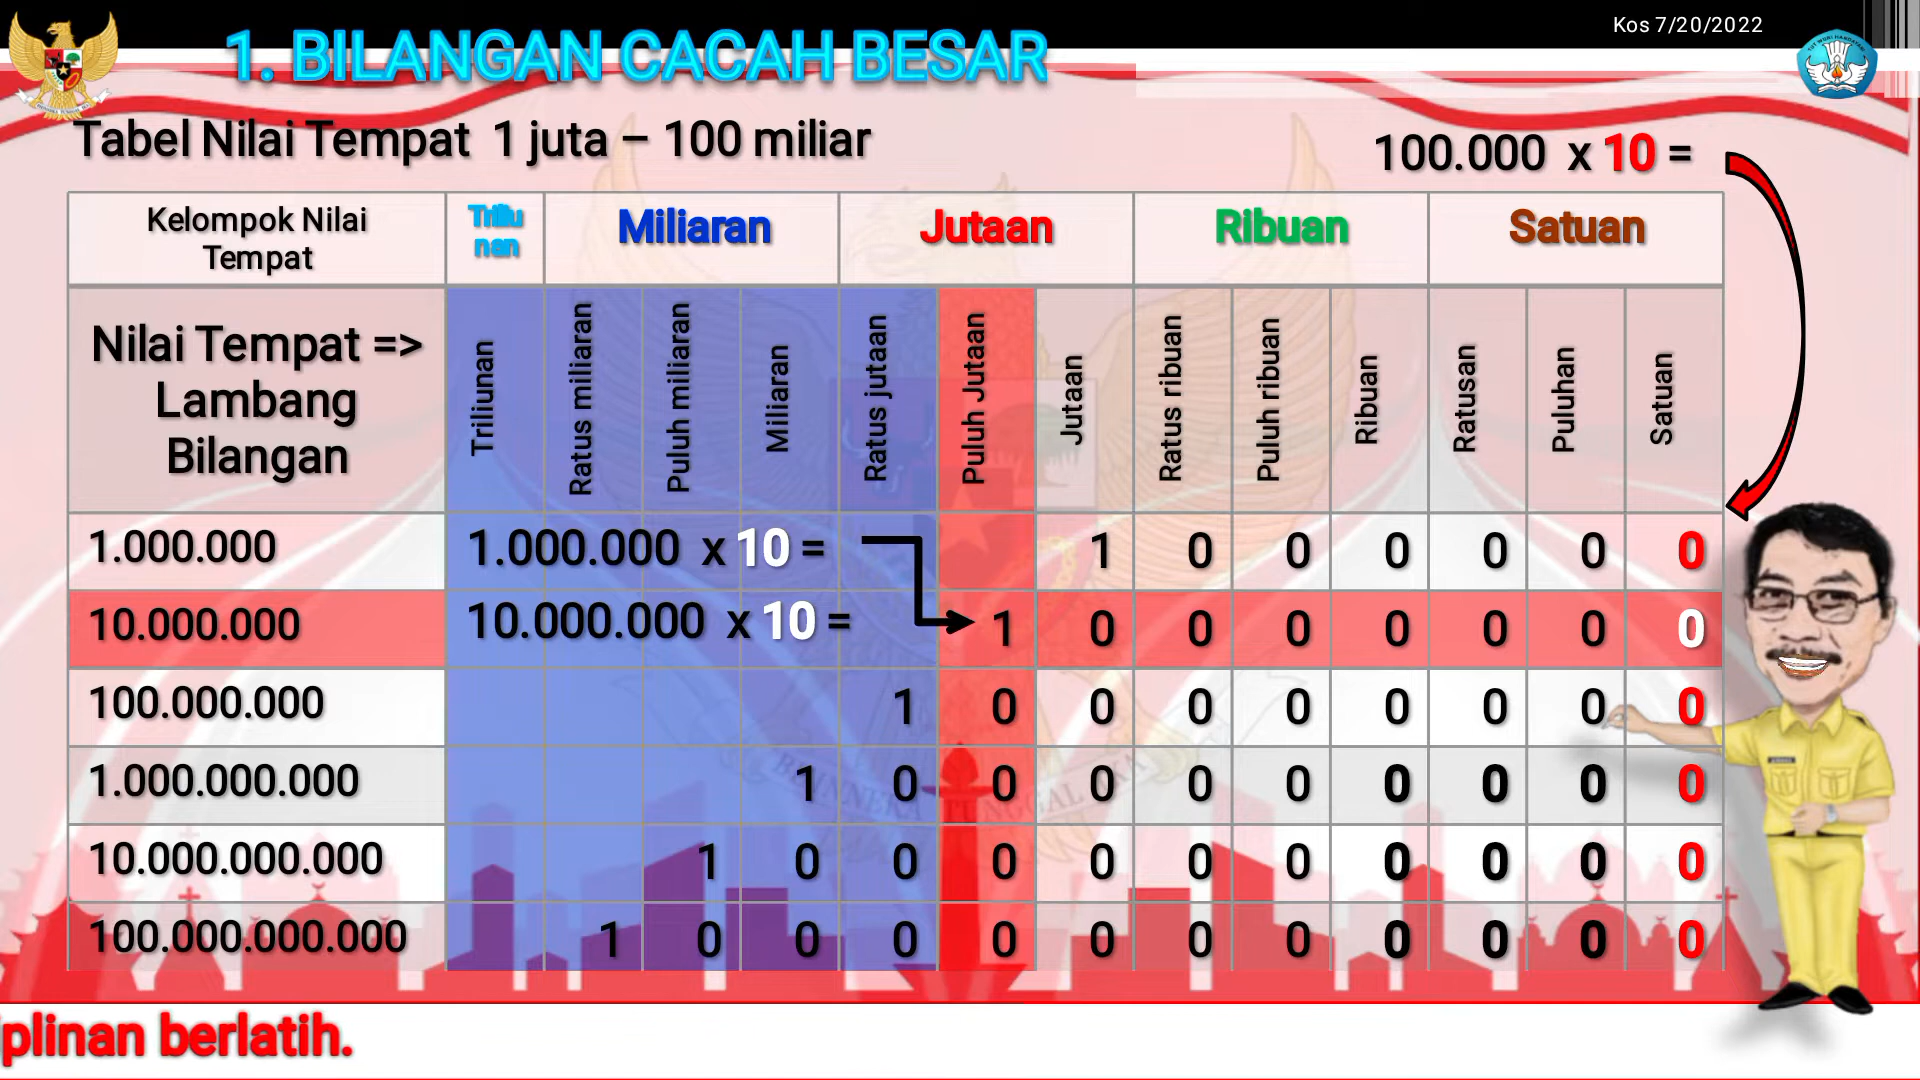 Kos 7/20/2022
1. BILANGAN CACAH BESAR
Tabel Nilai Tempat 1 juta – 100 miliar
100.000 x 10 =
Kelompok Nilai
Tempat
Triliu
nan
Miliaran
Jutaan
Ribuan
Satuan
Nilai Tempat =>
Lambang
Bilangan
Triliunan
Ratus miliaran
Puluh miliaran
Miliaran
Ratus jutaan
Puluh Jutaan
Jutaan
Ratus ribuan
Puluh ribuan
Ribuan
Ratusan
Puluhan
Satuan
1.000.000 1.000.000 x 10 = 1 0 0 0 0 0 0
10.000.000 10.000.000 x 10 = 1 0 0 0 0 0 0 0
100.000.000 1 0 0 0 0 0 0 0 0
1.000.000.000 1 0 0 0 0 0 0 0 0 0
10.000.000.000 1 0 0 0 0 0 0 0 0 0 0
100.000.000.000 1 0 0 0 0 0 0 0 0 0 0 0
plinan berlatih.